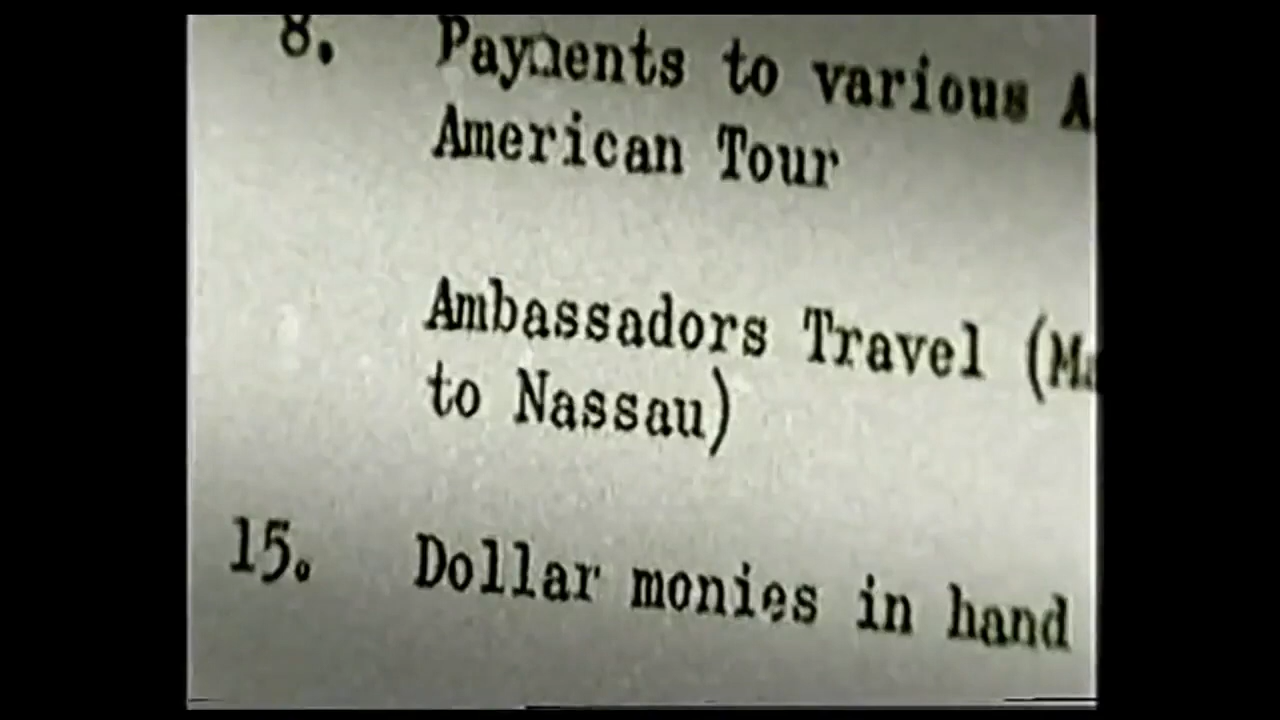 8. Payments to various
American Tour
Ambassadors Travel
to Nassau)
15. Dollar monies in hand